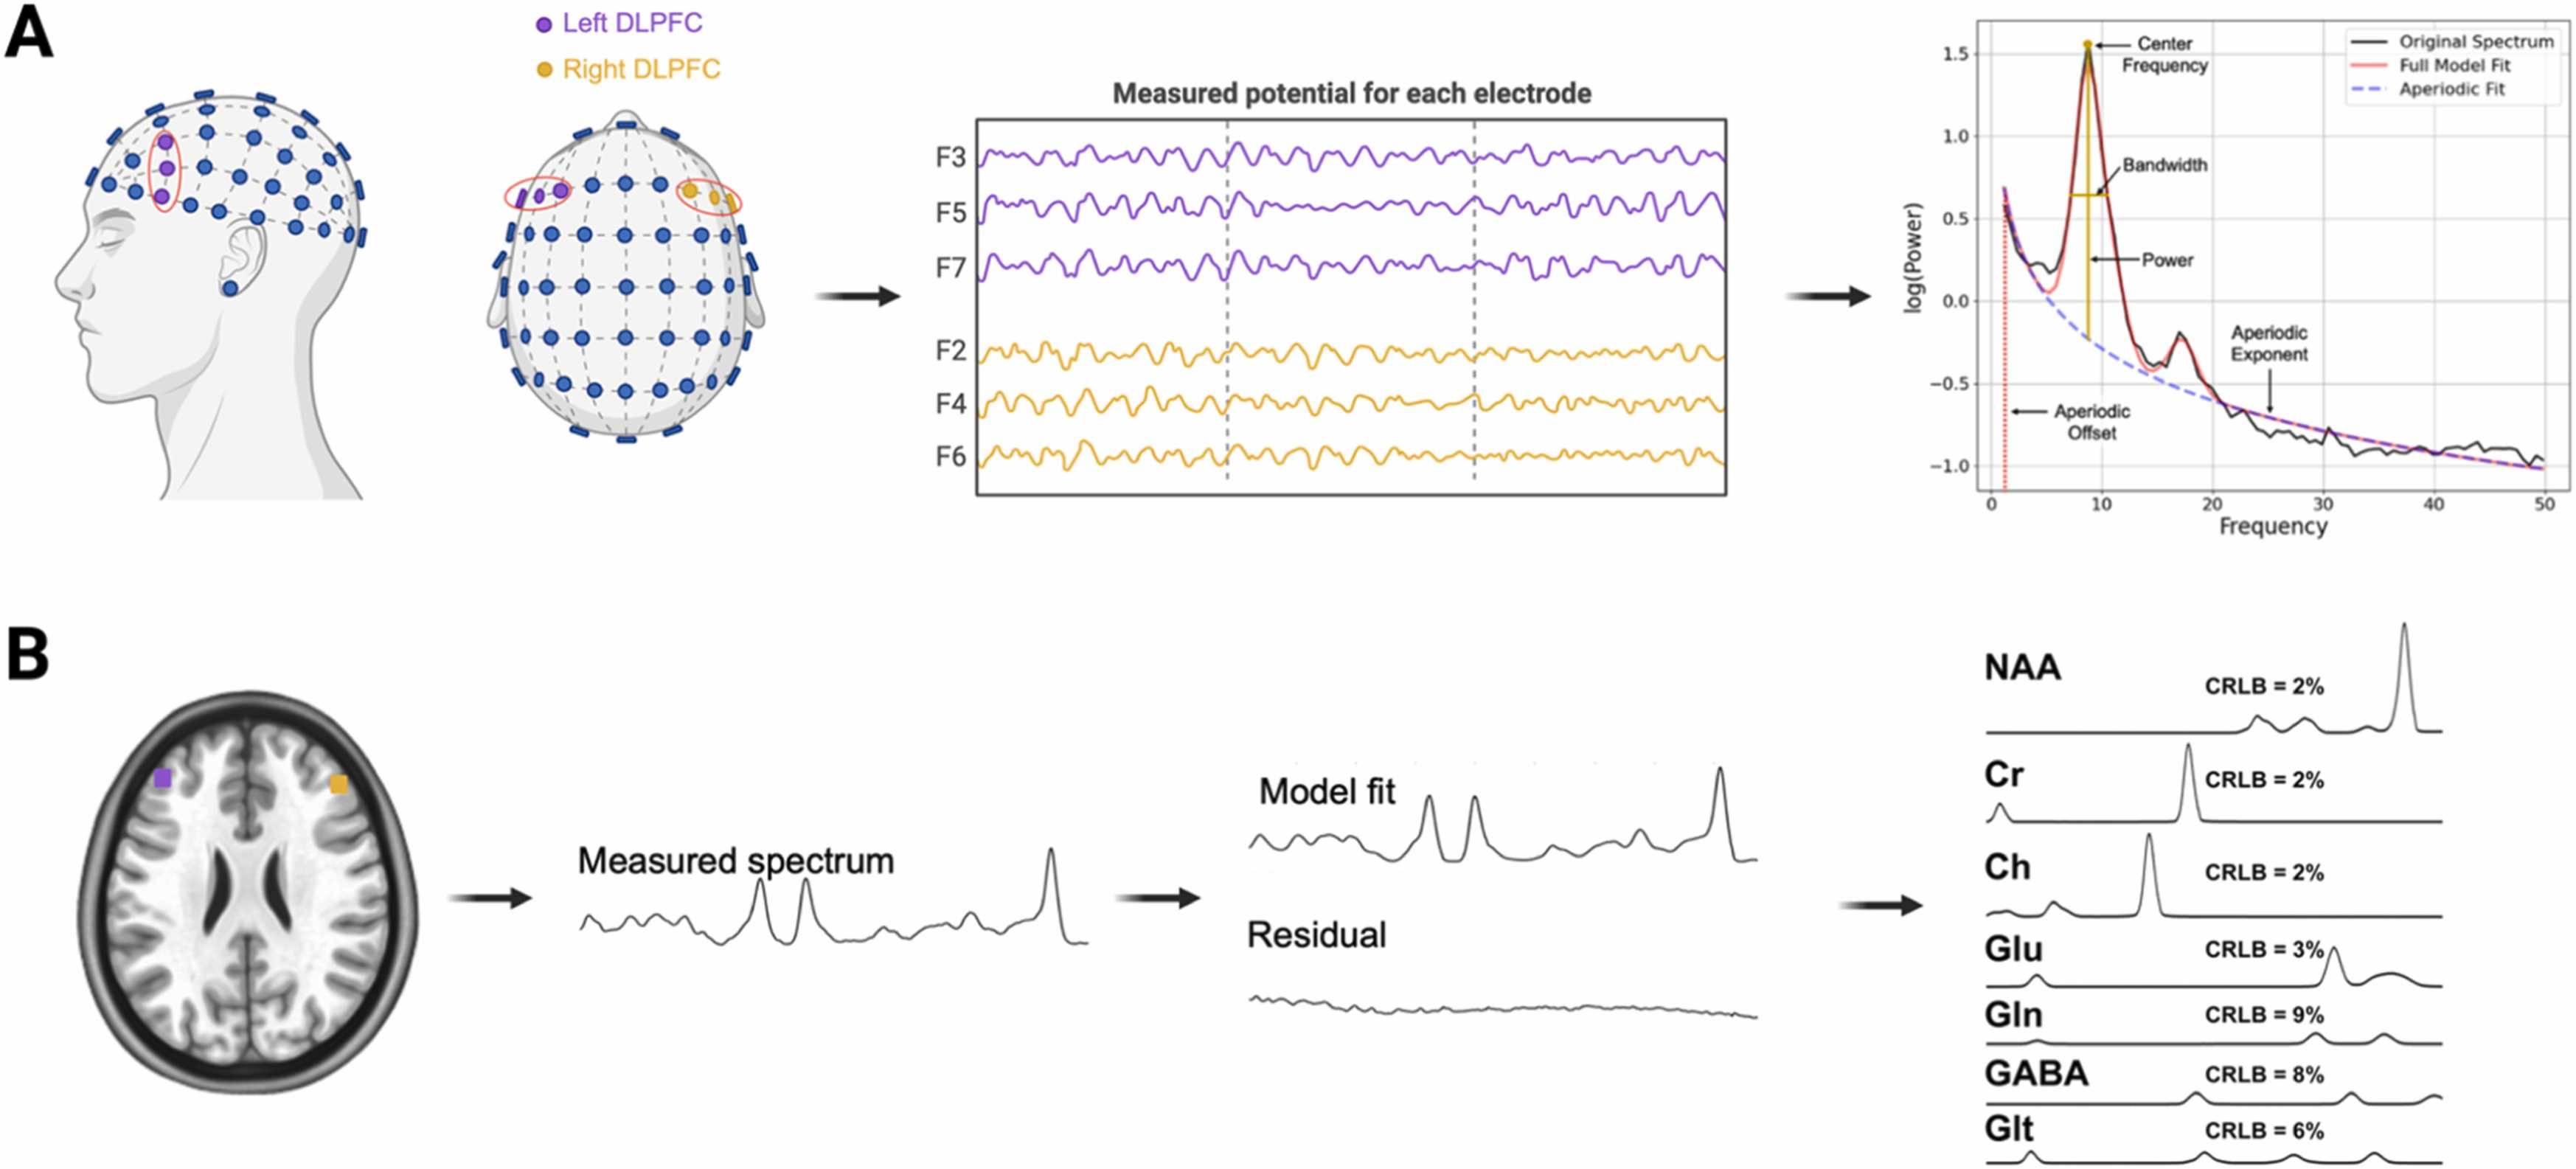 A
Left DLPFC
Right DLPFC
Measured potential for each electrode
F3
F5
F7
F2
F4
F6
log(Power)
1.5
1.0
0.5
0.0
−0.5
−1.0
Center
Frequency
Bandwidth
Power
Aperiodic
Exponent
Aperiodic
Offset
Original Spectrum
Full Model Fit
Aperiodic Fit
0 10 20 30 40 50
Frequency
B
Measured spectrum
Model fit
Residual
NAA CRLB = 2%
Cr CRLB = 2%
Ch CRLB = 2%
Glu CRLB = 3%
Gln CRLB = 9%
GABA CRLB = 8%
Glt CRLB = 6%